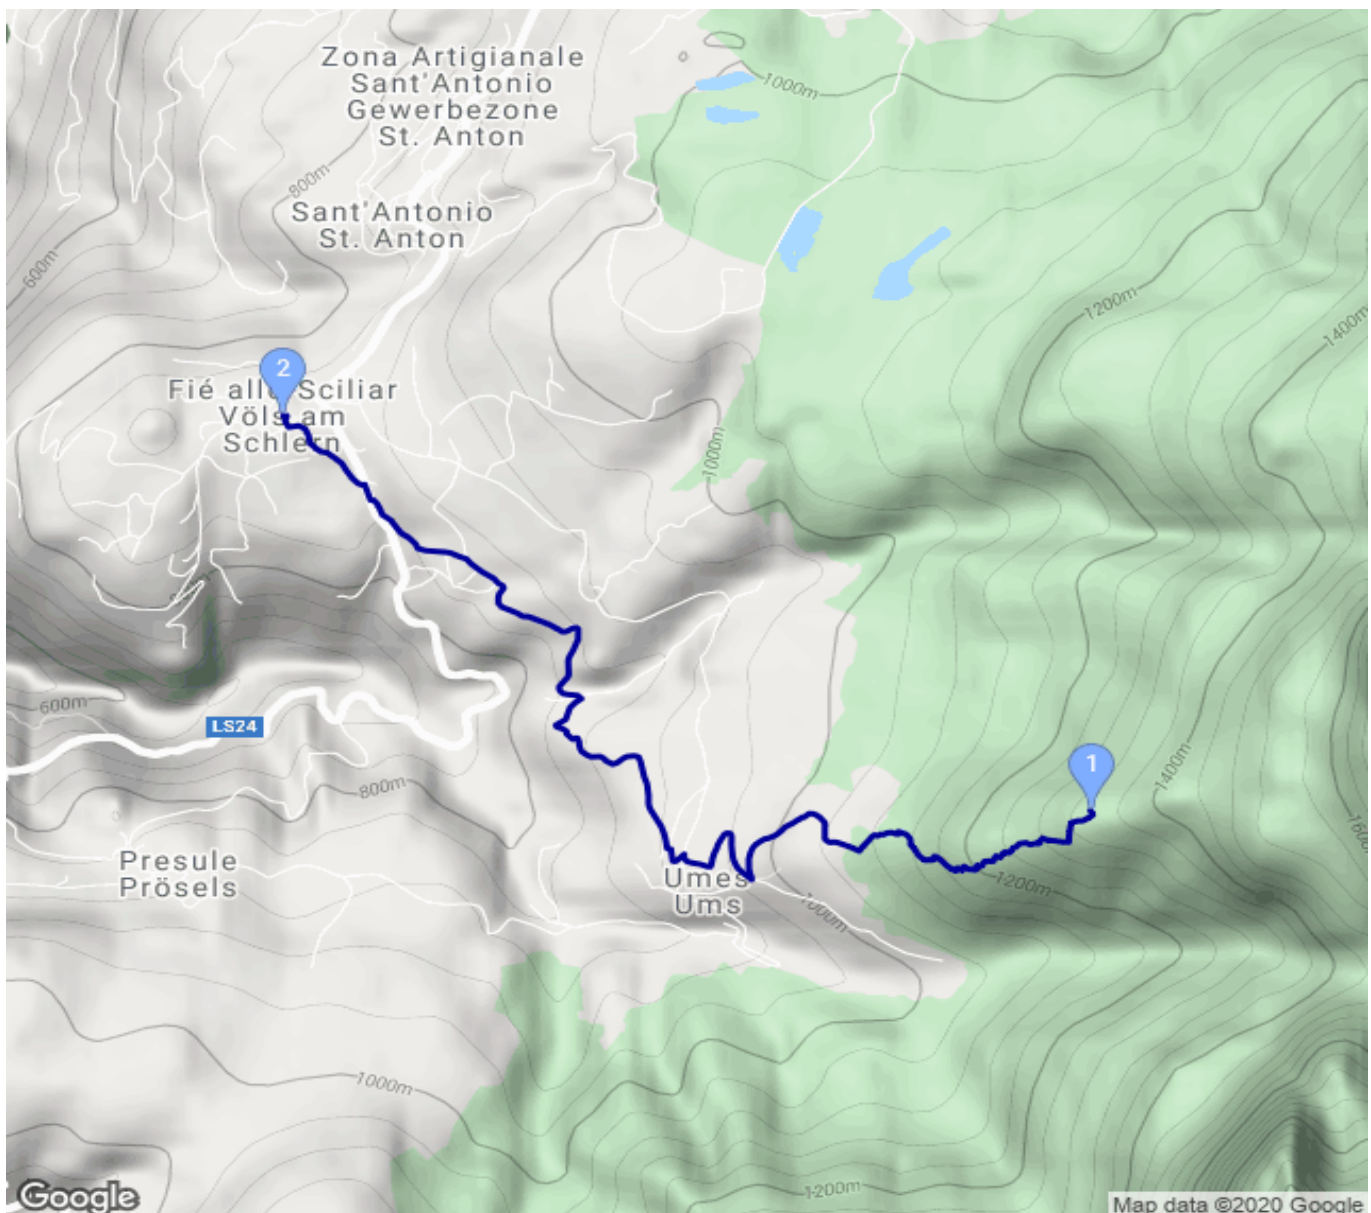 Zona Artigianale
Sant'Antonio
Gewerbezone
St. Anton
1000m
800m
Sant'Antonio
St. Anton
600m
1200m
1400m
2
Fié allo Sciliar
Völs am
Schlern
1000m
600m
LS24
800m
1
1400m
Presule
Prösels
Umes
Ums
1200m
1000m
1000m
1200m
Google
Map data ©2020 Google